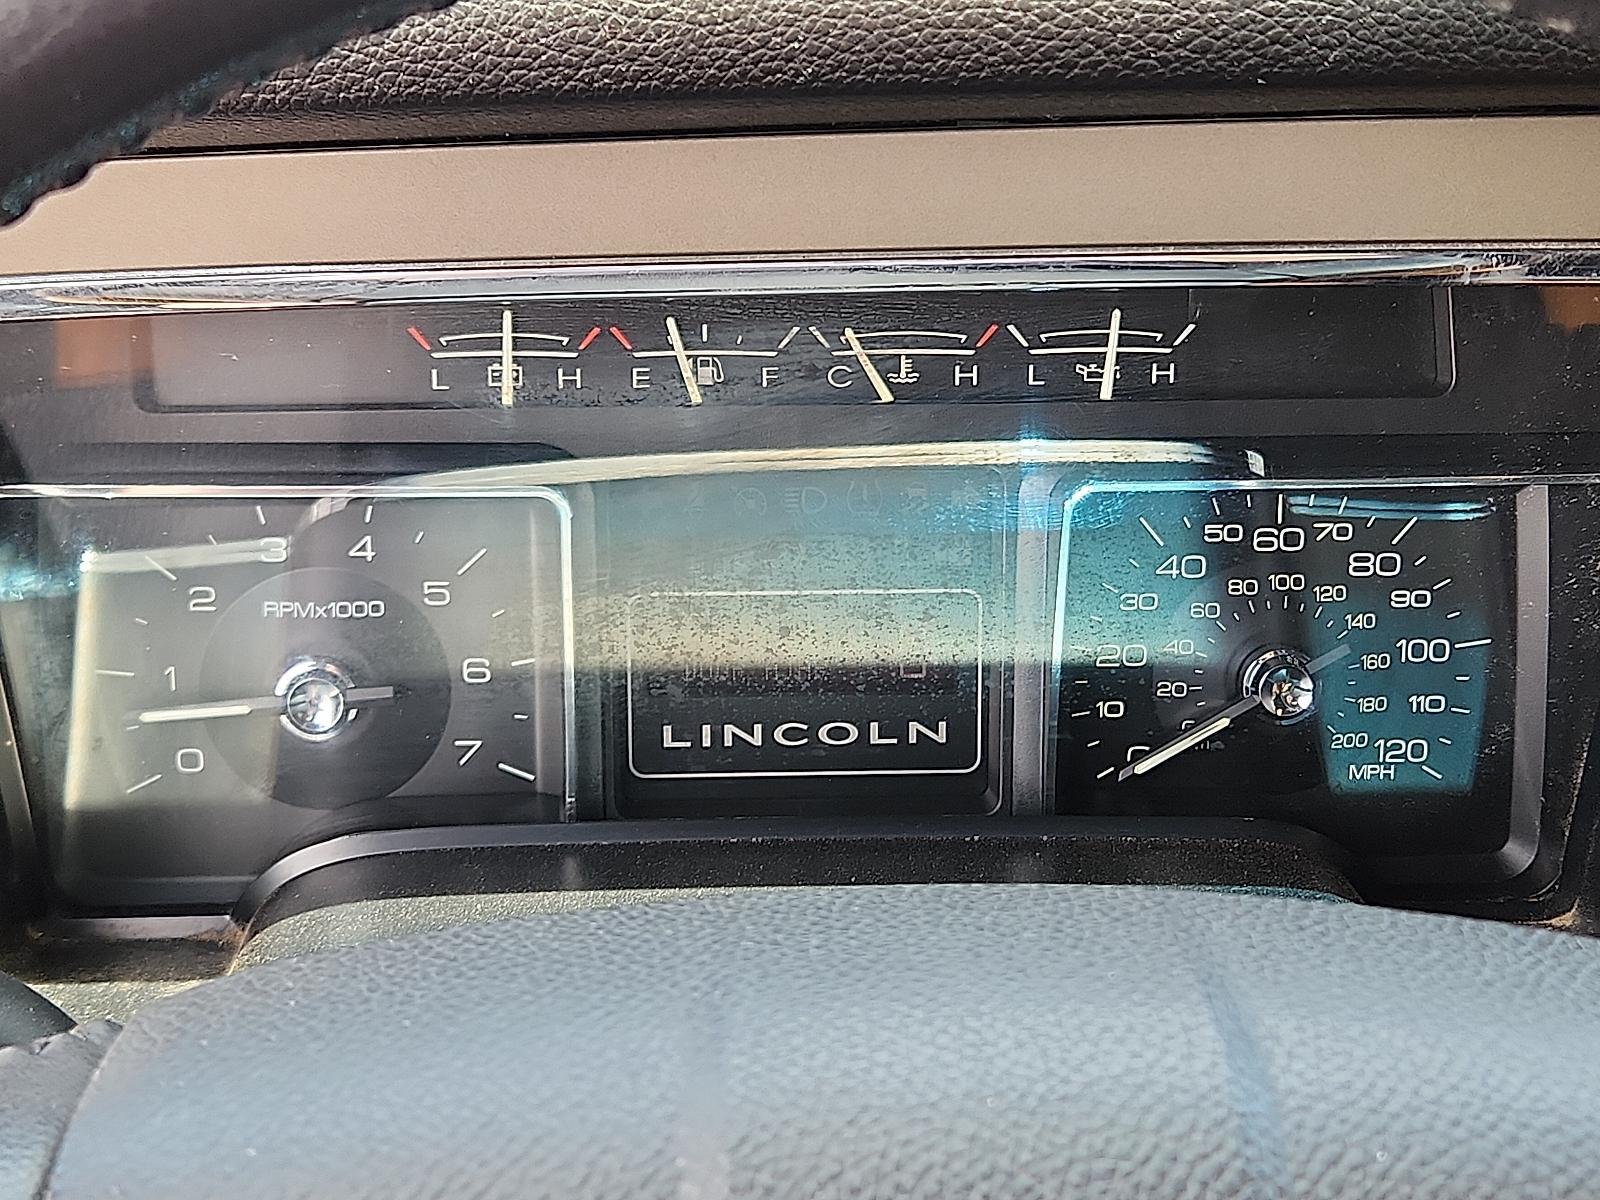 L H E F C H L H
0 1 2 3 4 5 6 7
RPMx1000
LINCOLN
10 20 30 40 50 60 70 80 90 100 110 120
MPH
20 40 60 80 100 120 140 160 180 200